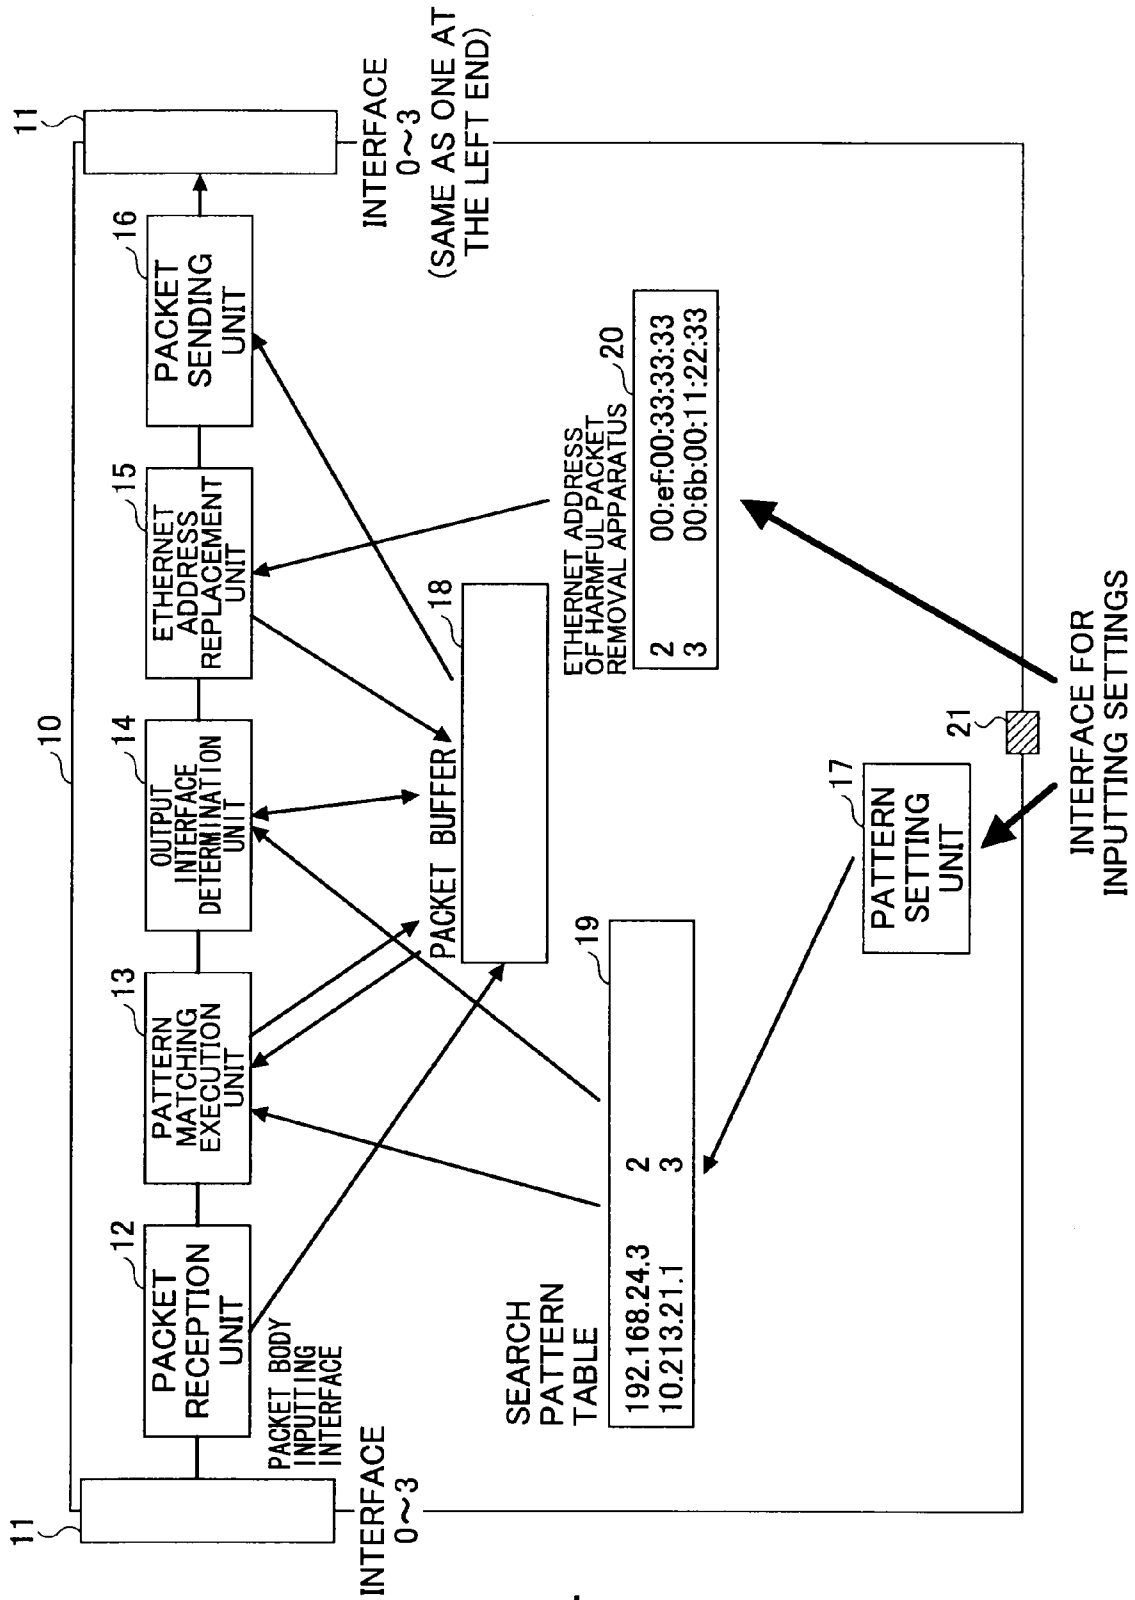 10
11
11
12
PACKET
RECEPTION
UNIT
13
PATTERN
MATCHING
EXECUTION
UNIT
14
OUTPUT
INTERFACE
DETERMINATION
UNIT
15
ETHERNET
ADDRESS
REPLACEMENT
UNIT
16
PACKET
SENDING
UNIT
PACKET BODY
INPUTTING
INTERFACE
INTERFACE
0~3
INTERFACE
0~3
(SAME AS ONE AT
THE LEFT END)
PACKET BUFFER
18
SEARCH
PATTERN
TABLE
19
192.168.24.3 2
10.213.21.1 3
ETHERNET ADDRESS
OF HARMFUL PACKET
REMOVAL APPARATUS
20
2 00:ef:00:33:33:33
3 00:6b:00:11:22:33
17
PATTERN
SETTING
UNIT
21
INTERFACE FOR
INPUTTING SETTINGS